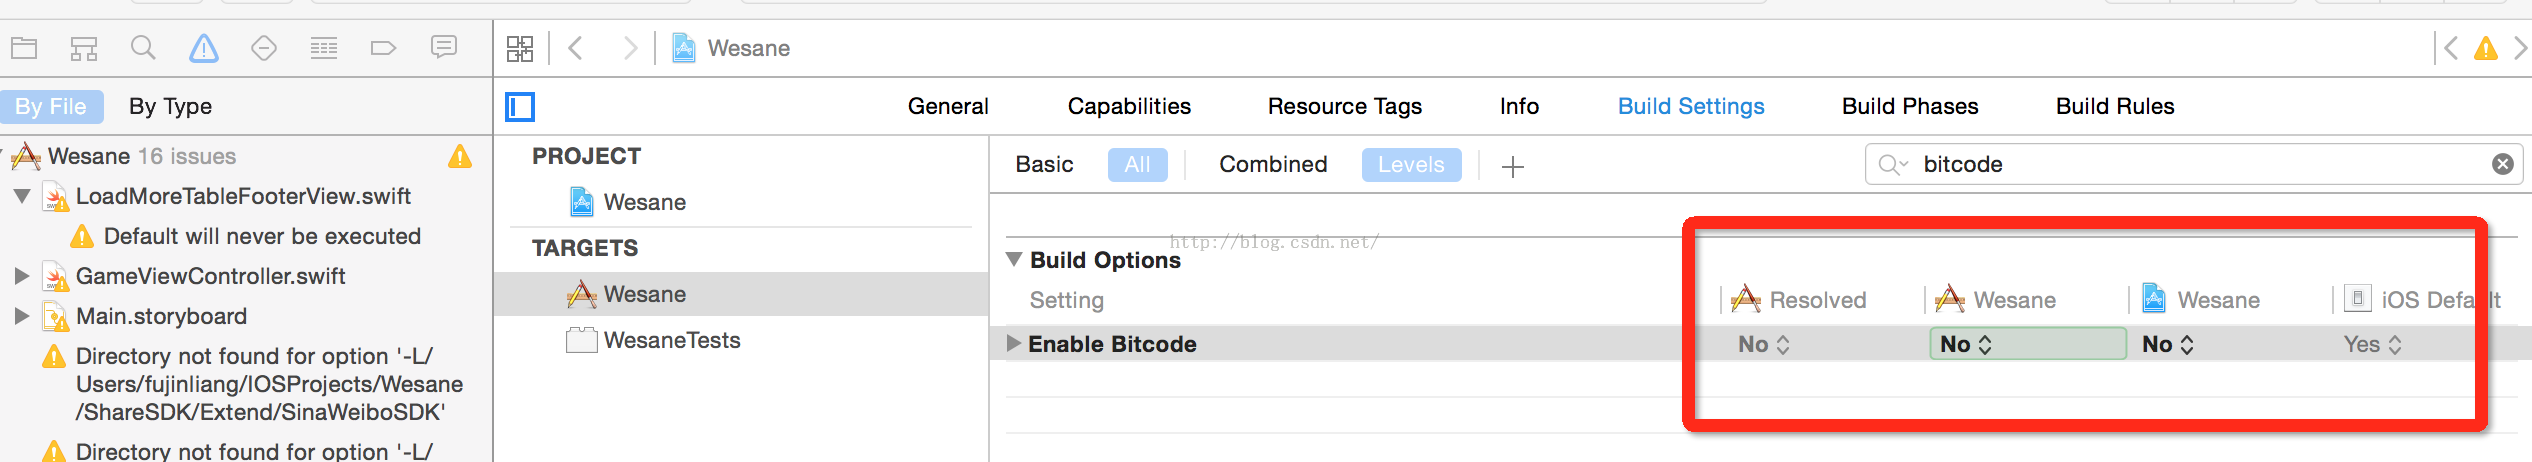 Wesane
By File By Type
General Capabilities Resource Tags Info Build Settings Build Phases Build Rules
Wesane 16 issues
LoadMoreTableFooterView.swift
Default will never be executed
GameViewController.swift
Main.storyboard
Directory not found for option '-L/
Users/fujinliang/IOSProjects/Wesane
/ShareSDK/Extend/SinaWeiboSDK'
Directory not found for option '-L/
PROJECT
Wesane
TARGETS
Wesane
WesaneTests
Basic All Combined Levels bitcode
http://blog.csdn.net/
Build Options
Setting Resolved Wesane Wesane iOS Default
Enable Bitcode No No No Yes